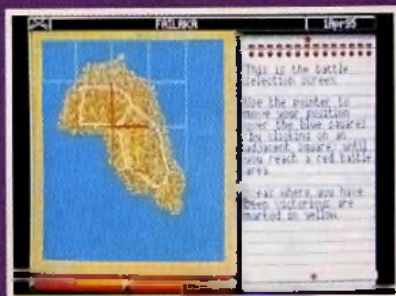 FAILAKA
1Apr95
This is the battle
selection screen.
Use the pointer to
move your position
over the blue squares
by clicking on an
adjacent square, until
you reach a red battle
area.
where you have
been victorious are
marked in yellow.